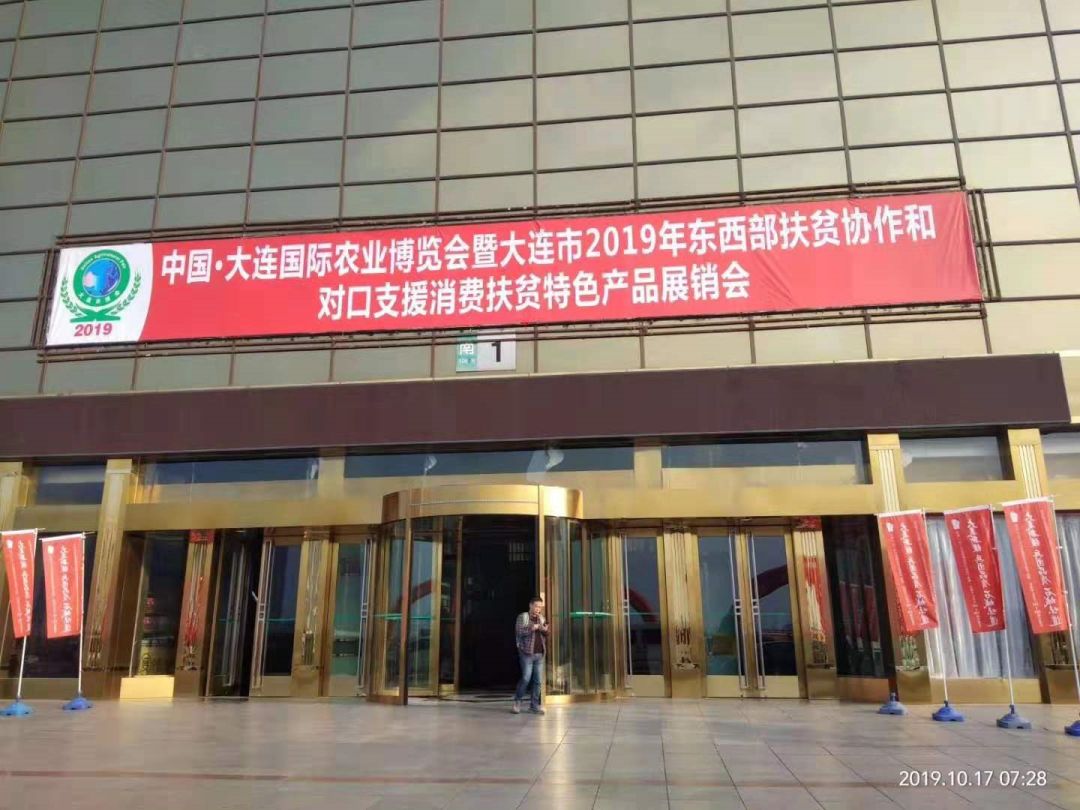 中国·大连国际农业博览会暨大连市2019年东西部扶贫协作和
对口支援消费扶贫特色产品展销会
2019
南
1
2019.10.17 07:28